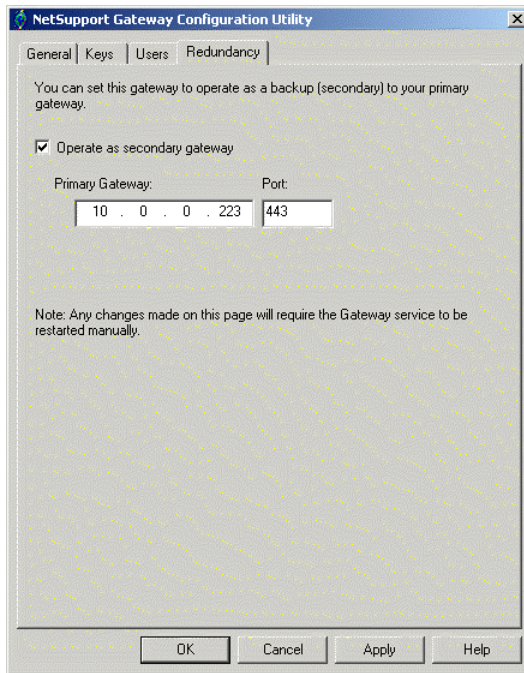 NetSupport Gateway Configuration Utility
General Keys Users Redundancy
You can set this gateway to operate as a backup (secondary) to your primary
gateway.
Operate as secondary gateway
Primary Gateway: Port:
10 . 0 . 0 . 223 443
Note: Any changes made on this page will require the Gateway service to be
restarted manually.
OK Cancel Apply Help